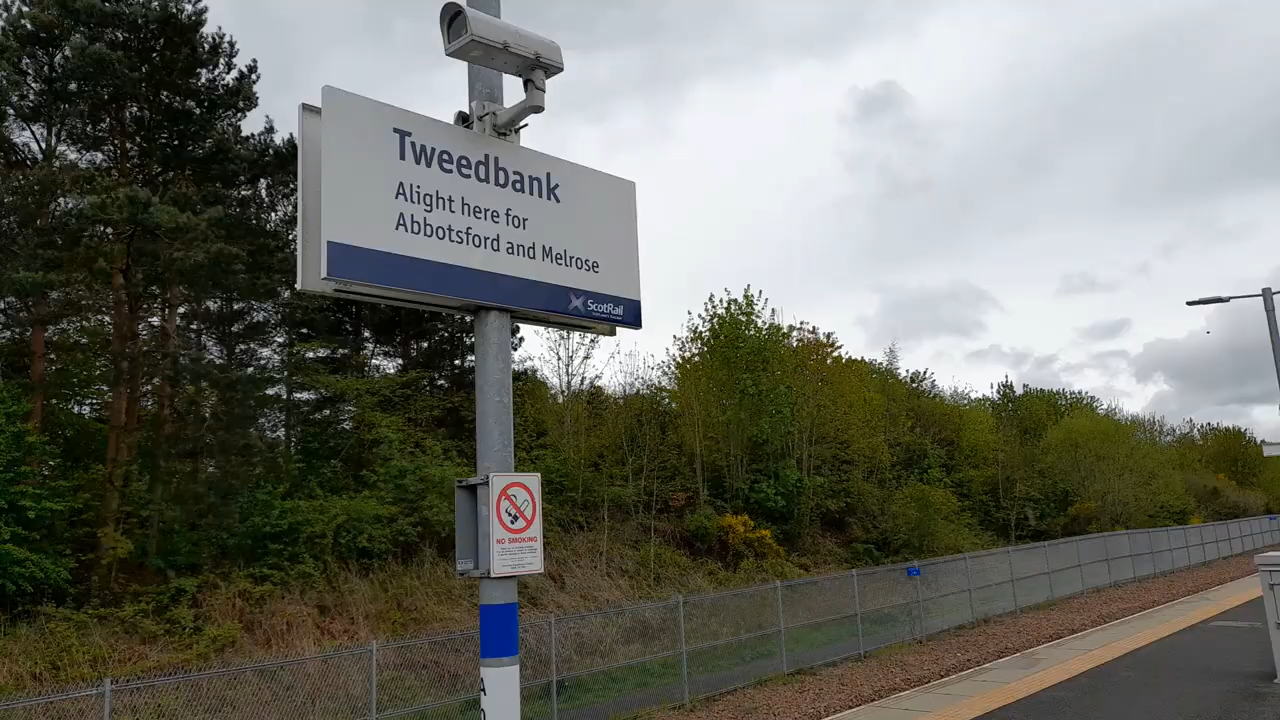 Tweedbank
Alight here for
Abbotsford and Melrose
ScotRail
NO SMOKING
A